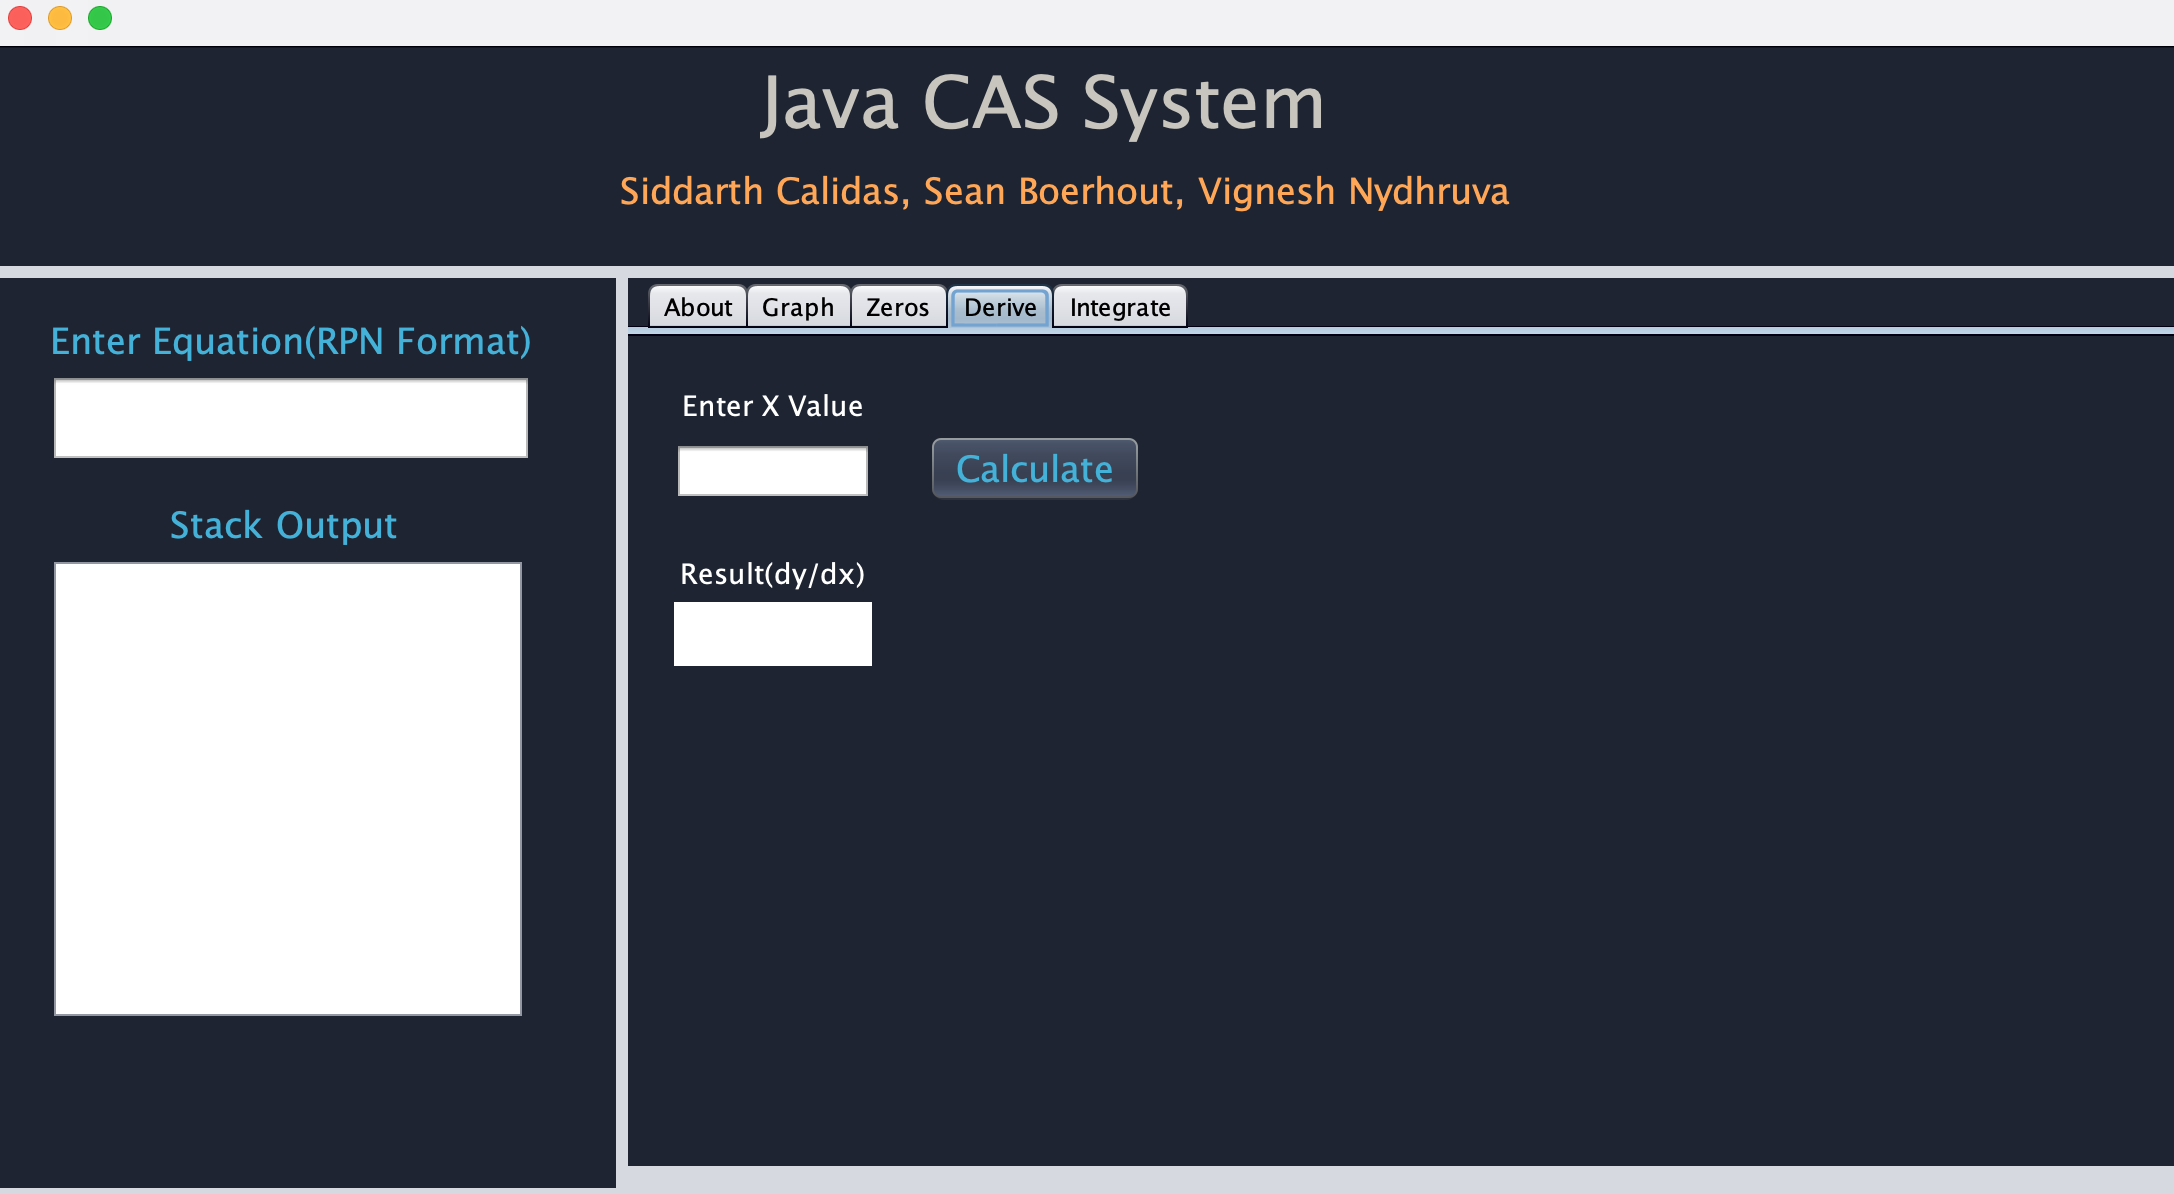 Java CAS System
Siddarth Calidas, Sean Boerhout, Vignesh Nydhruva
Enter Equation(RPN Format)
Stack Output
About Graph Zeros Derive Integrate
Enter X Value
Calculate
Result(dy/dx)